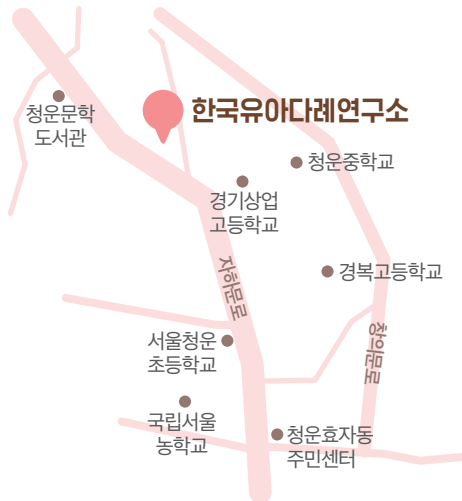 한국유아다례연구소
청운문학
도서관
청운중학교
경기상업
고등학교
경복고등학교
자하문로
창의문로
서울청운
초등학교
국립서울
농학교
청운효자동
주민센터